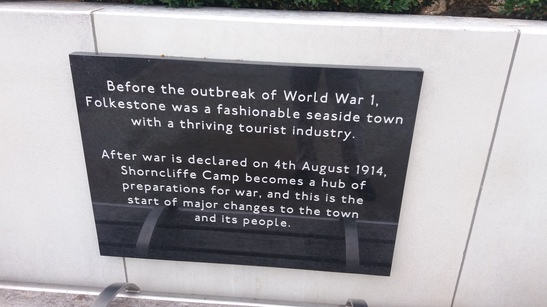 Before the outbreak of World War 1,
Folkestone was a fashionable seaside town
with a thriving tourist industry.
After war is declared on 4th August 1914,
Shorncliffe Camp becomes a hub of
preparations for war, and this is the
start of major changes to the town
and its people.